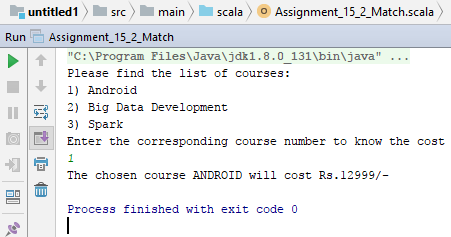 untitled1 src main scala Assignment_15_2_Match.scala
Run Assignment_15_2_Match
"C:\Program Files\Java\jdk1.8.0_131\bin\java" ...
Please find the list of courses:
1) Android
2) Big Data Development
3) Spark
Enter the corresponding course number to know the cost
1
The chosen course ANDROID will cost Rs.12999/-
Process finished with exit code 0